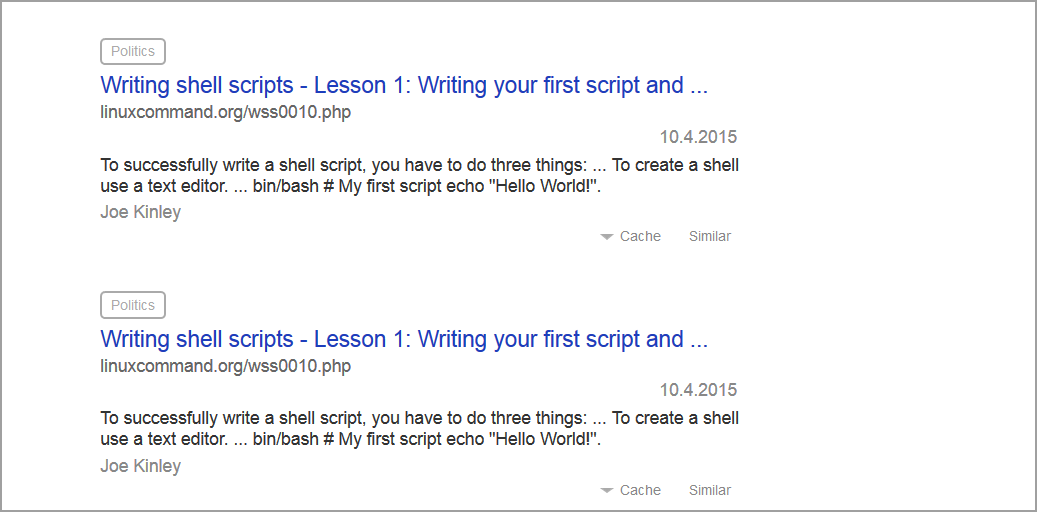 Politics
Writing shell scripts - Lesson 1: Writing your first script and ...
linuxcommand.org/wss0010.php
10.4.2015
To successfully write a shell script, you have to do three things: ... To create a shell
use a text editor. ... bin/bash # My first script echo "Hello World!".
Joe Kinley
Cache Similar
Politics
Writing shell scripts - Lesson 1: Writing your first script and ...
linuxcommand.org/wss0010.php
10.4.2015
To successfully write a shell script, you have to do three things: ... To create a shell
use a text editor. ... bin/bash # My first script echo "Hello World!".
Joe Kinley
Cache Similar